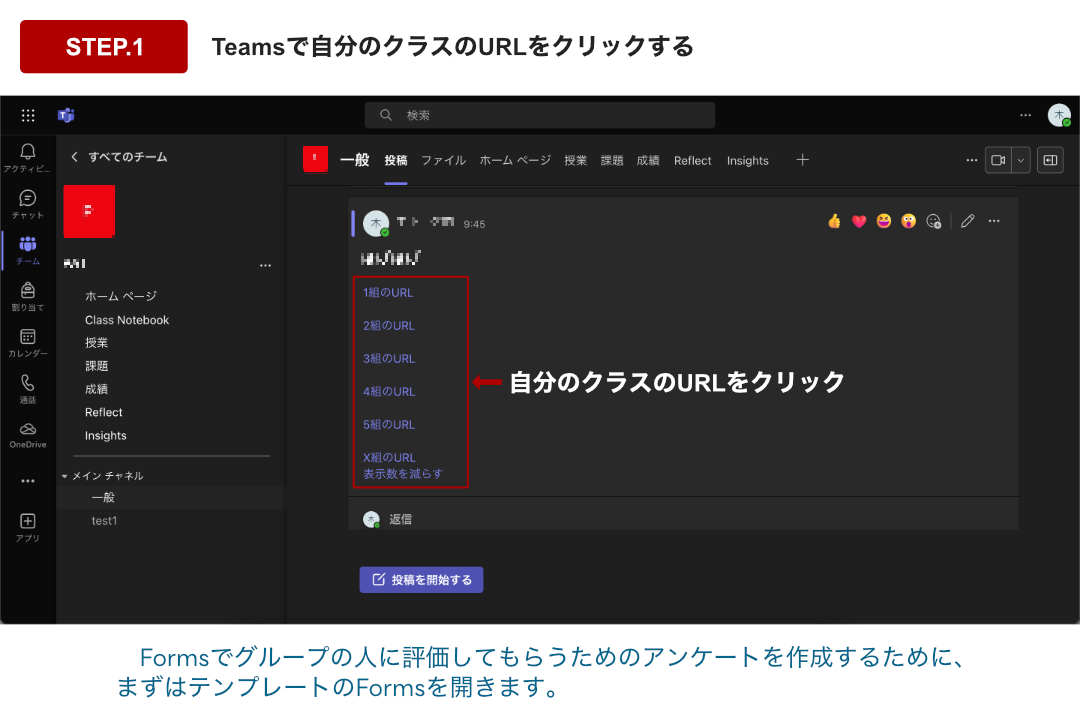 STEP.1
Teamsで自分のクラスのURLをクリックする
検索
木
アクティビ...
チャット
チーム
割り当て
カレンダー
通話
OneDrive
アプリ
すべてのチーム
ホーム ページ
Class Notebook
授業
課題
成績
Reflect
Insights
メイン チャネル
一般
test1
一般 投稿 ファイル ホーム ページ 授業 課題 成績 Reflect Insights
木 9:45
1組のURL
2組のURL
3組のURL
4組のURL
5組のURL
X組のURL
表示数を減らす
自分のクラスのURLをクリック
木 返信
投稿を開始する
Formsでグループの人に評価してもらうためのアンケートを作成するために、
まずはテンプレートのFormsを開きます。